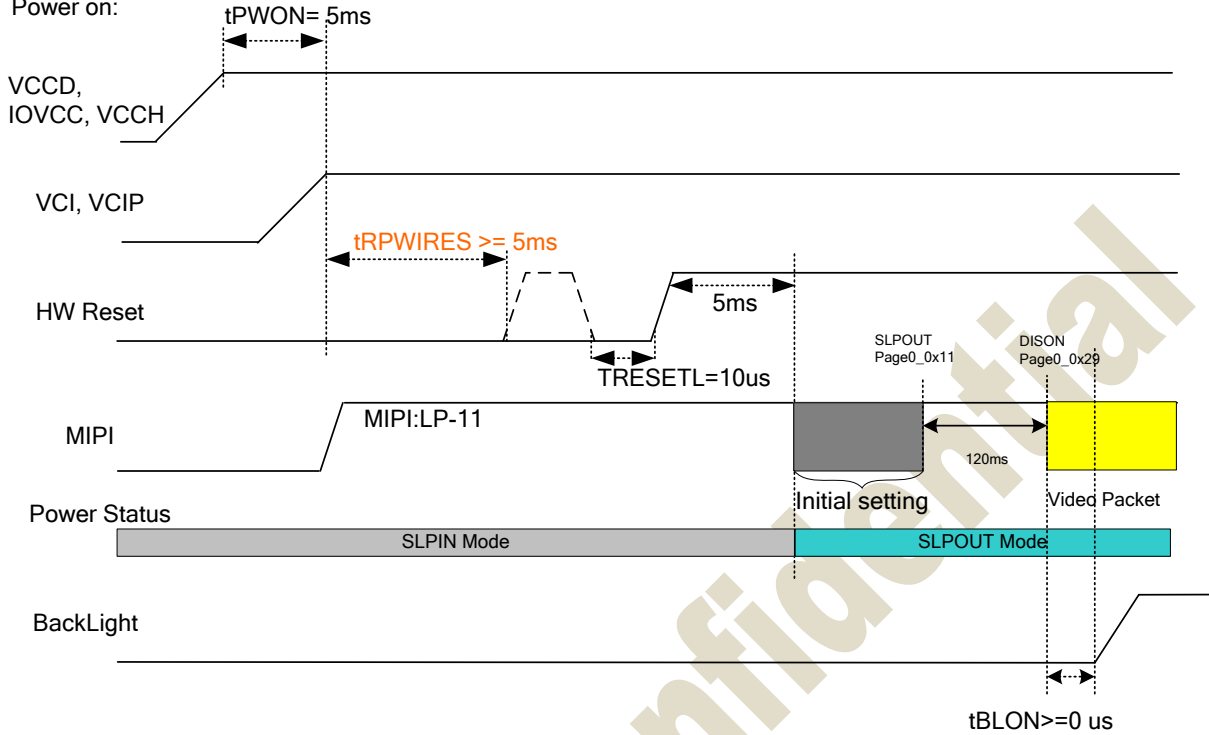 Power on:
tPWON= 5ms
VCCD,
IOVCC, VCCH
VCI, VCIP
tRPWIRES >= 5ms
HW Reset
5ms
TRESETL=10us
SLPOUT
Page0_0x11
DISON
Page0_0x29
MIPI
MIPI:LP-11
120ms
Initial setting
Video Packet
Power Status
SLPIN Mode
SLPOUT Mode
BackLight
tBLON>=0 us